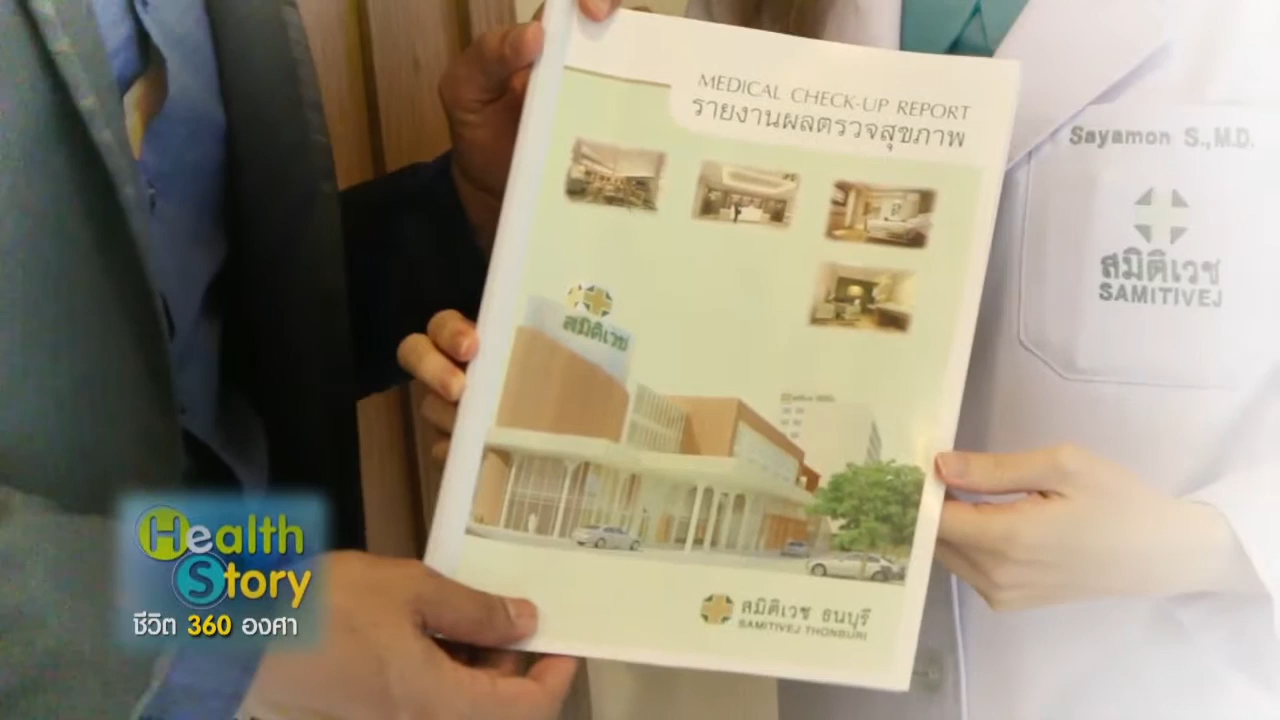 MEDICAL CHECK-UP REPORT
รายงานผลตรวจสุขภาพ
Sayamon S.,M.D.
สมิติเวช
SAMITIVEJ
สมิติเวช
Health
Story
ชีวิต 360 องศา
สมิติเวช ธนบุรี
SAMITIVEJ THONBURI